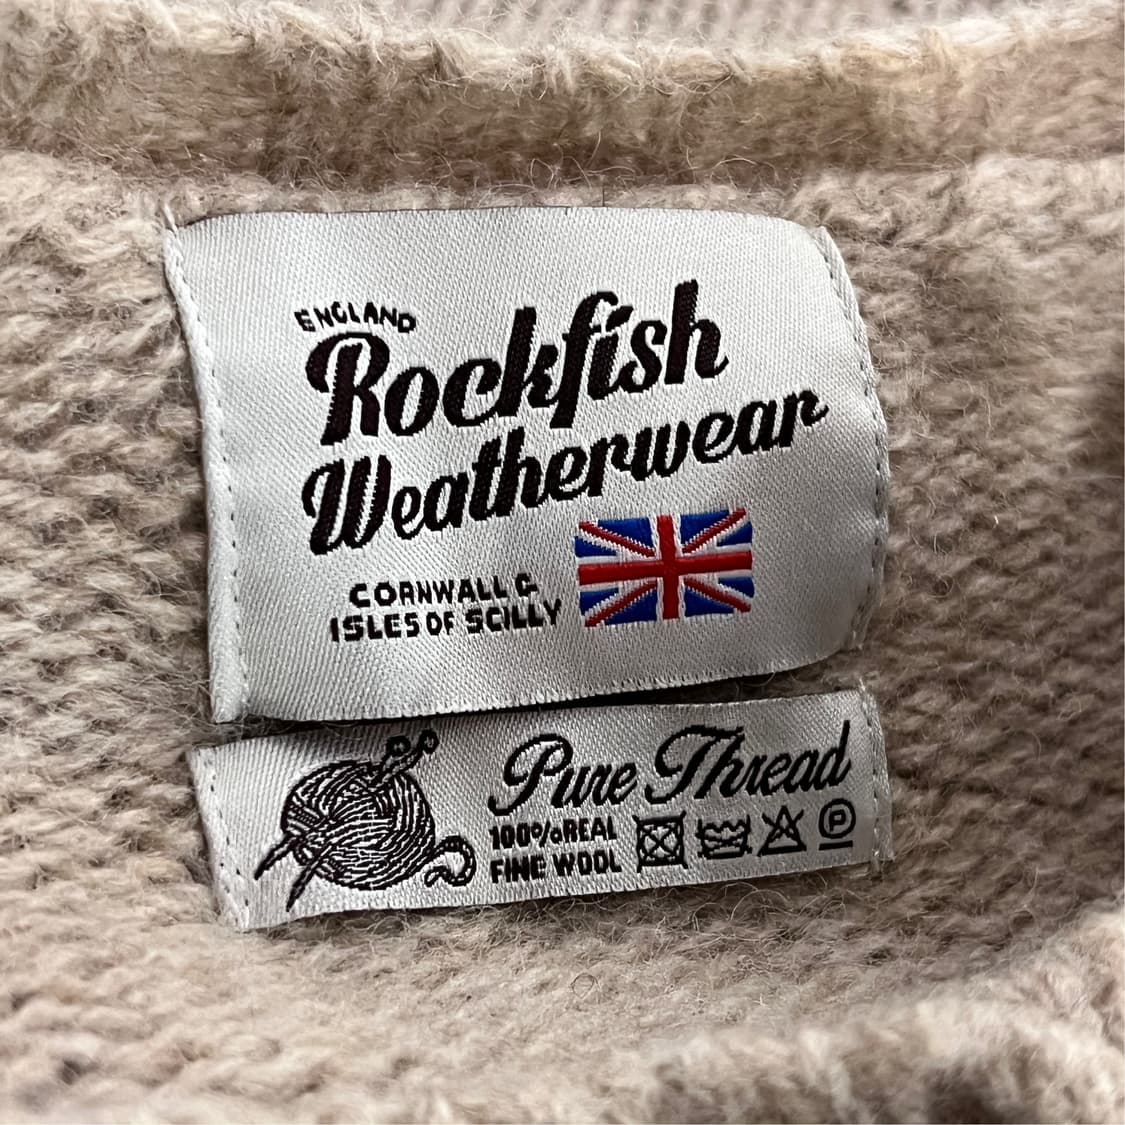 ENGLAND
Rockfish
Weatherwear
CORNWALL &
ISLES OF SCILLY
Pure Thread
100% REAL
FINE WOOL
P